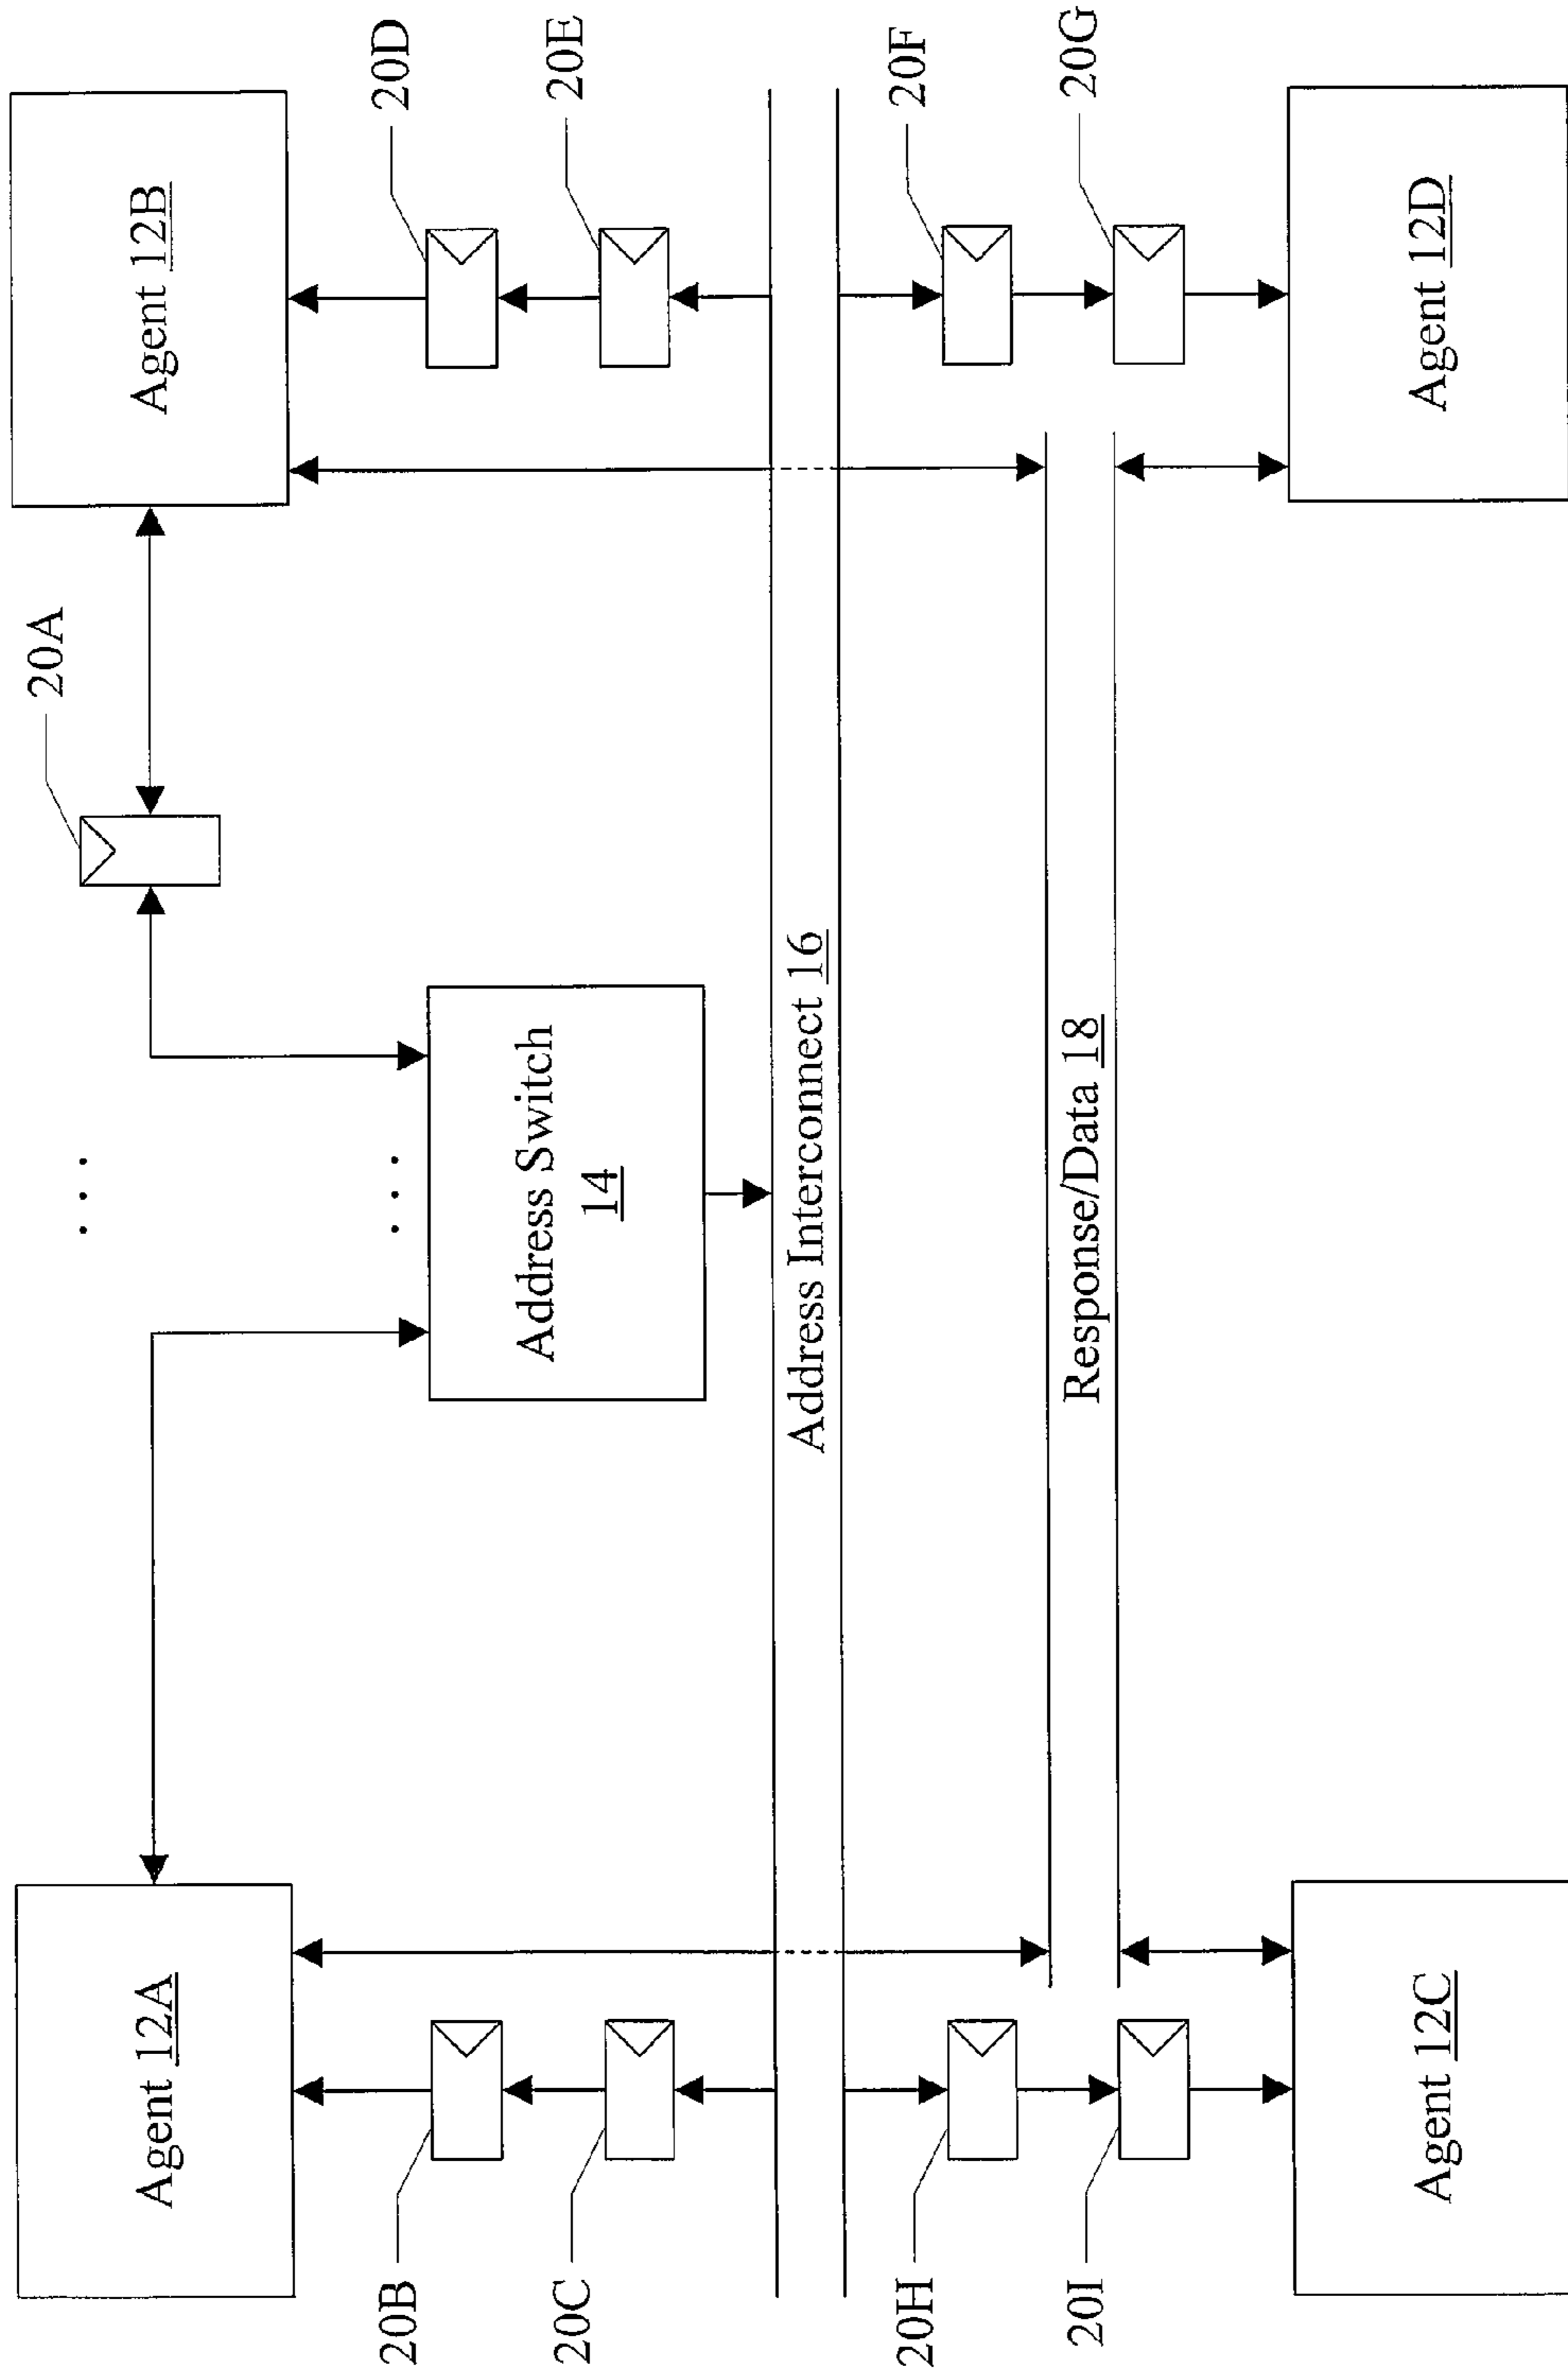 Agent 12A
20A
Agent 12B
. . .
20B
. . .
20D
Address Switch
14
20C
20E
Address Interconnect 16
20H
20F
Response/Data 18
20I
20G
Agent 12C
Agent 12D